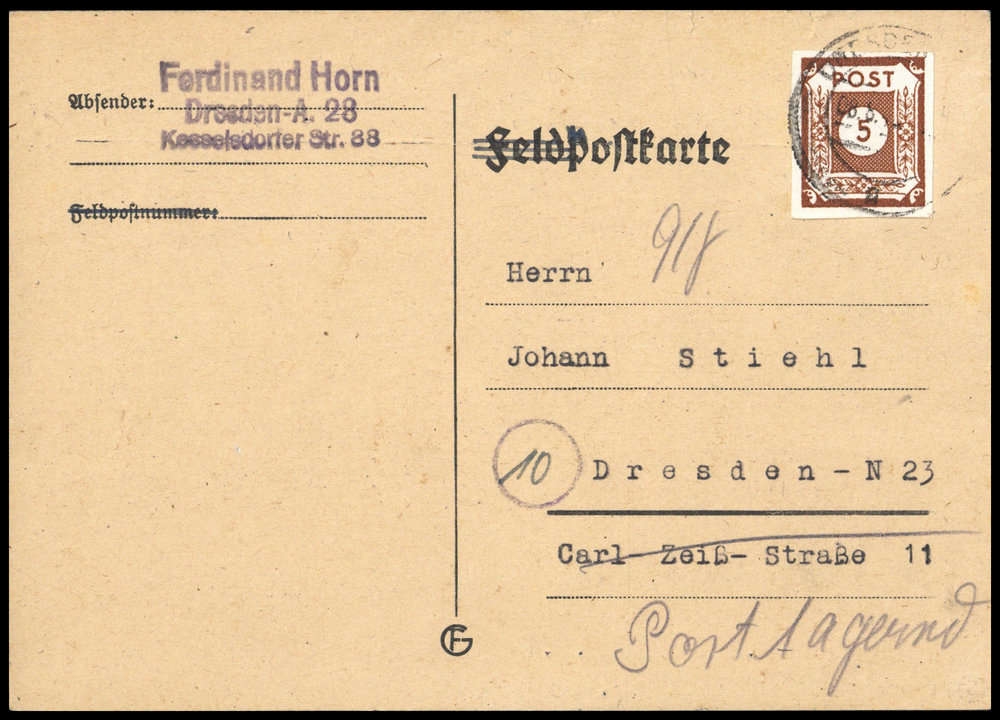 Ferdinand Horn
Absender:
Dresden-A. 28
Kesselsdorfer Str. 88
Feldpostnummer:
Feldpostkarte
DRESDEN
POST
5
Herrn
Johann Stiehl
10
Dresden-N 23
Carl- Zeiß- Straße 11
Postlagernd